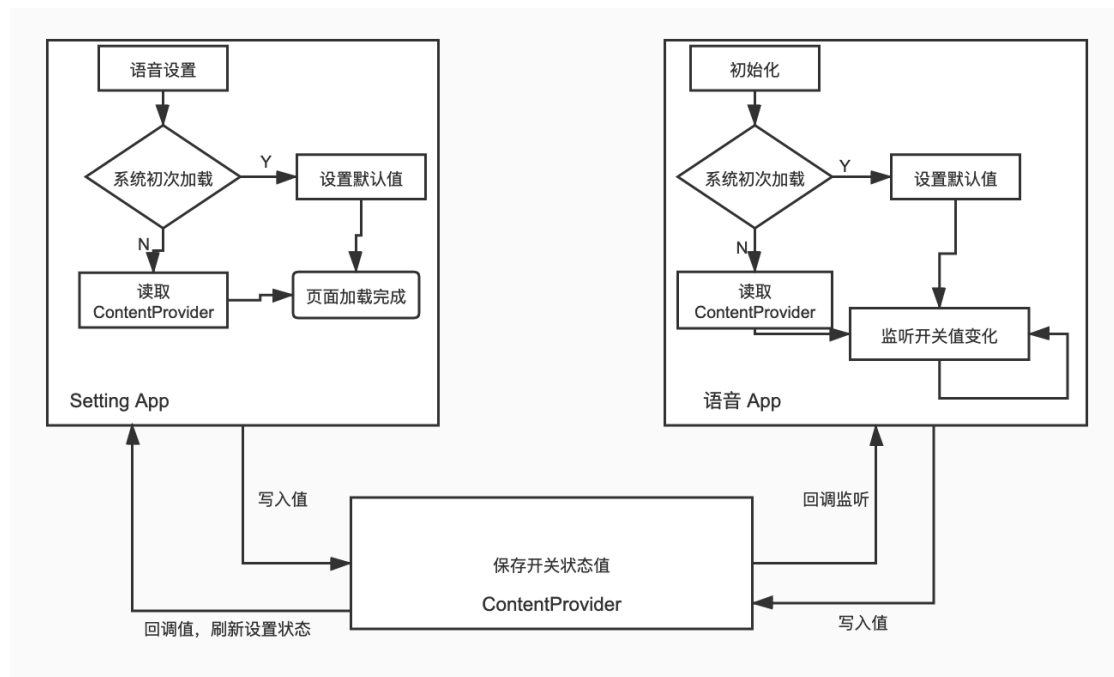 语音设置
系统初次加载
Y
设置默认值
N
读取
ContentProvider
页面加载完成
Setting App
初始化
系统初次加载
Y
设置默认值
N
读取
ContentProvider
监听开关值变化
语音 App
写入值
回调监听
保存开关状态值
ContentProvider
回调值，刷新设置状态
写入值